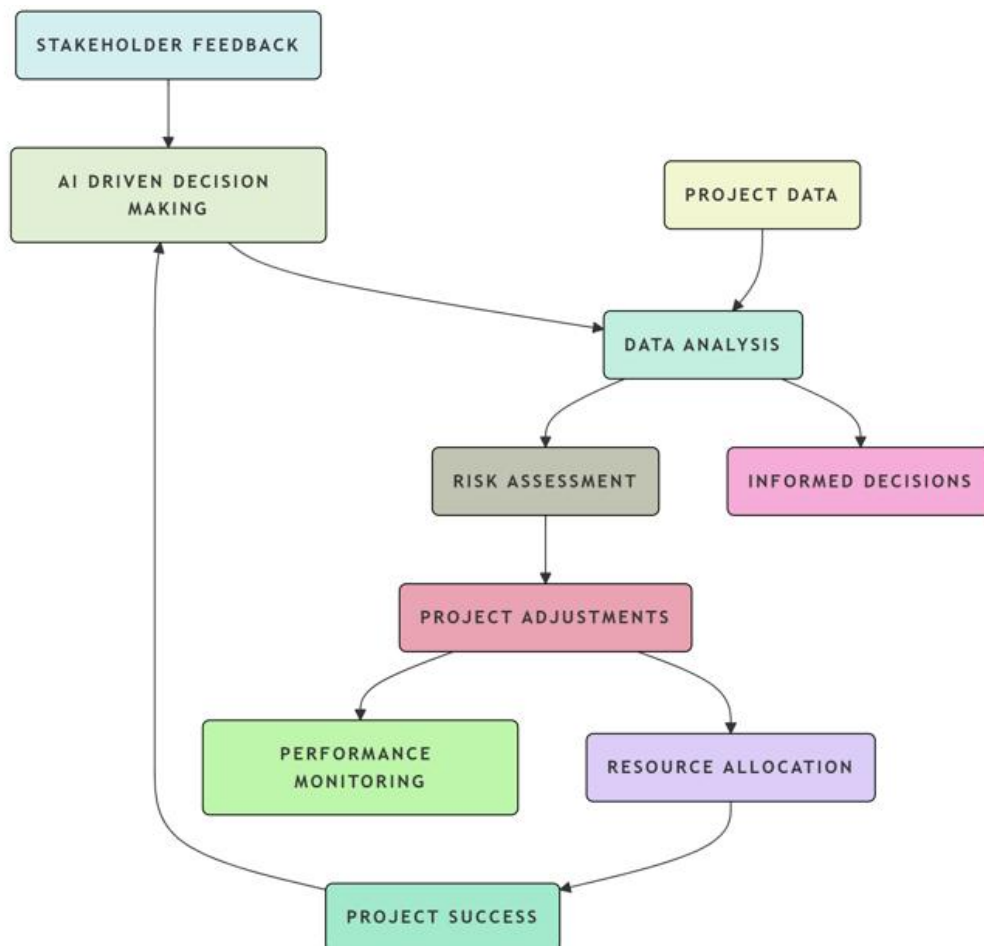 STAKEHOLDER FEEDBACK
AI DRIVEN DECISION
MAKING
PROJECT DATA
DATA ANALYSIS
RISK ASSESSMENT
INFORMED DECISIONS
PROJECT ADJUSTMENTS
PERFORMANCE
MONITORING
RESOURCE ALLOCATION
PROJECT SUCCESS